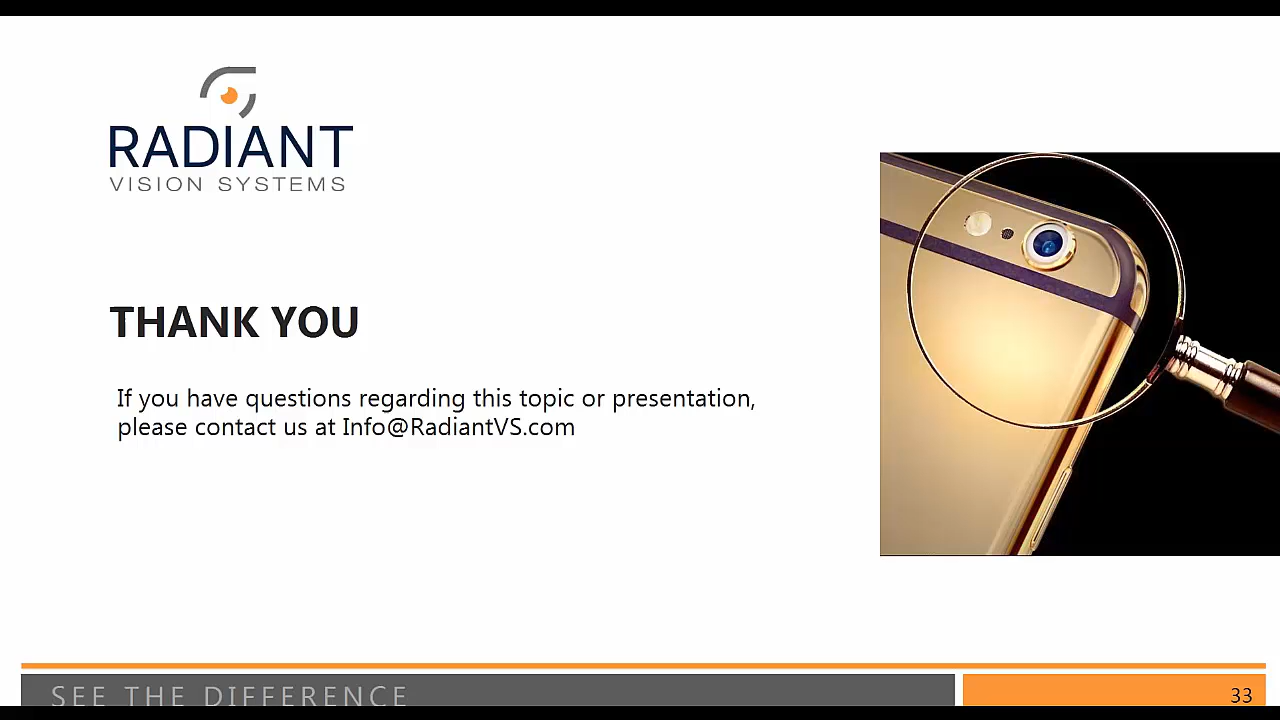 RADIANT
VISION SYSTEMS
THANK YOU
If you have questions regarding this topic or presentation,
please contact us at Info@RadiantVS.com
SEE THE DIFFERENCE
33